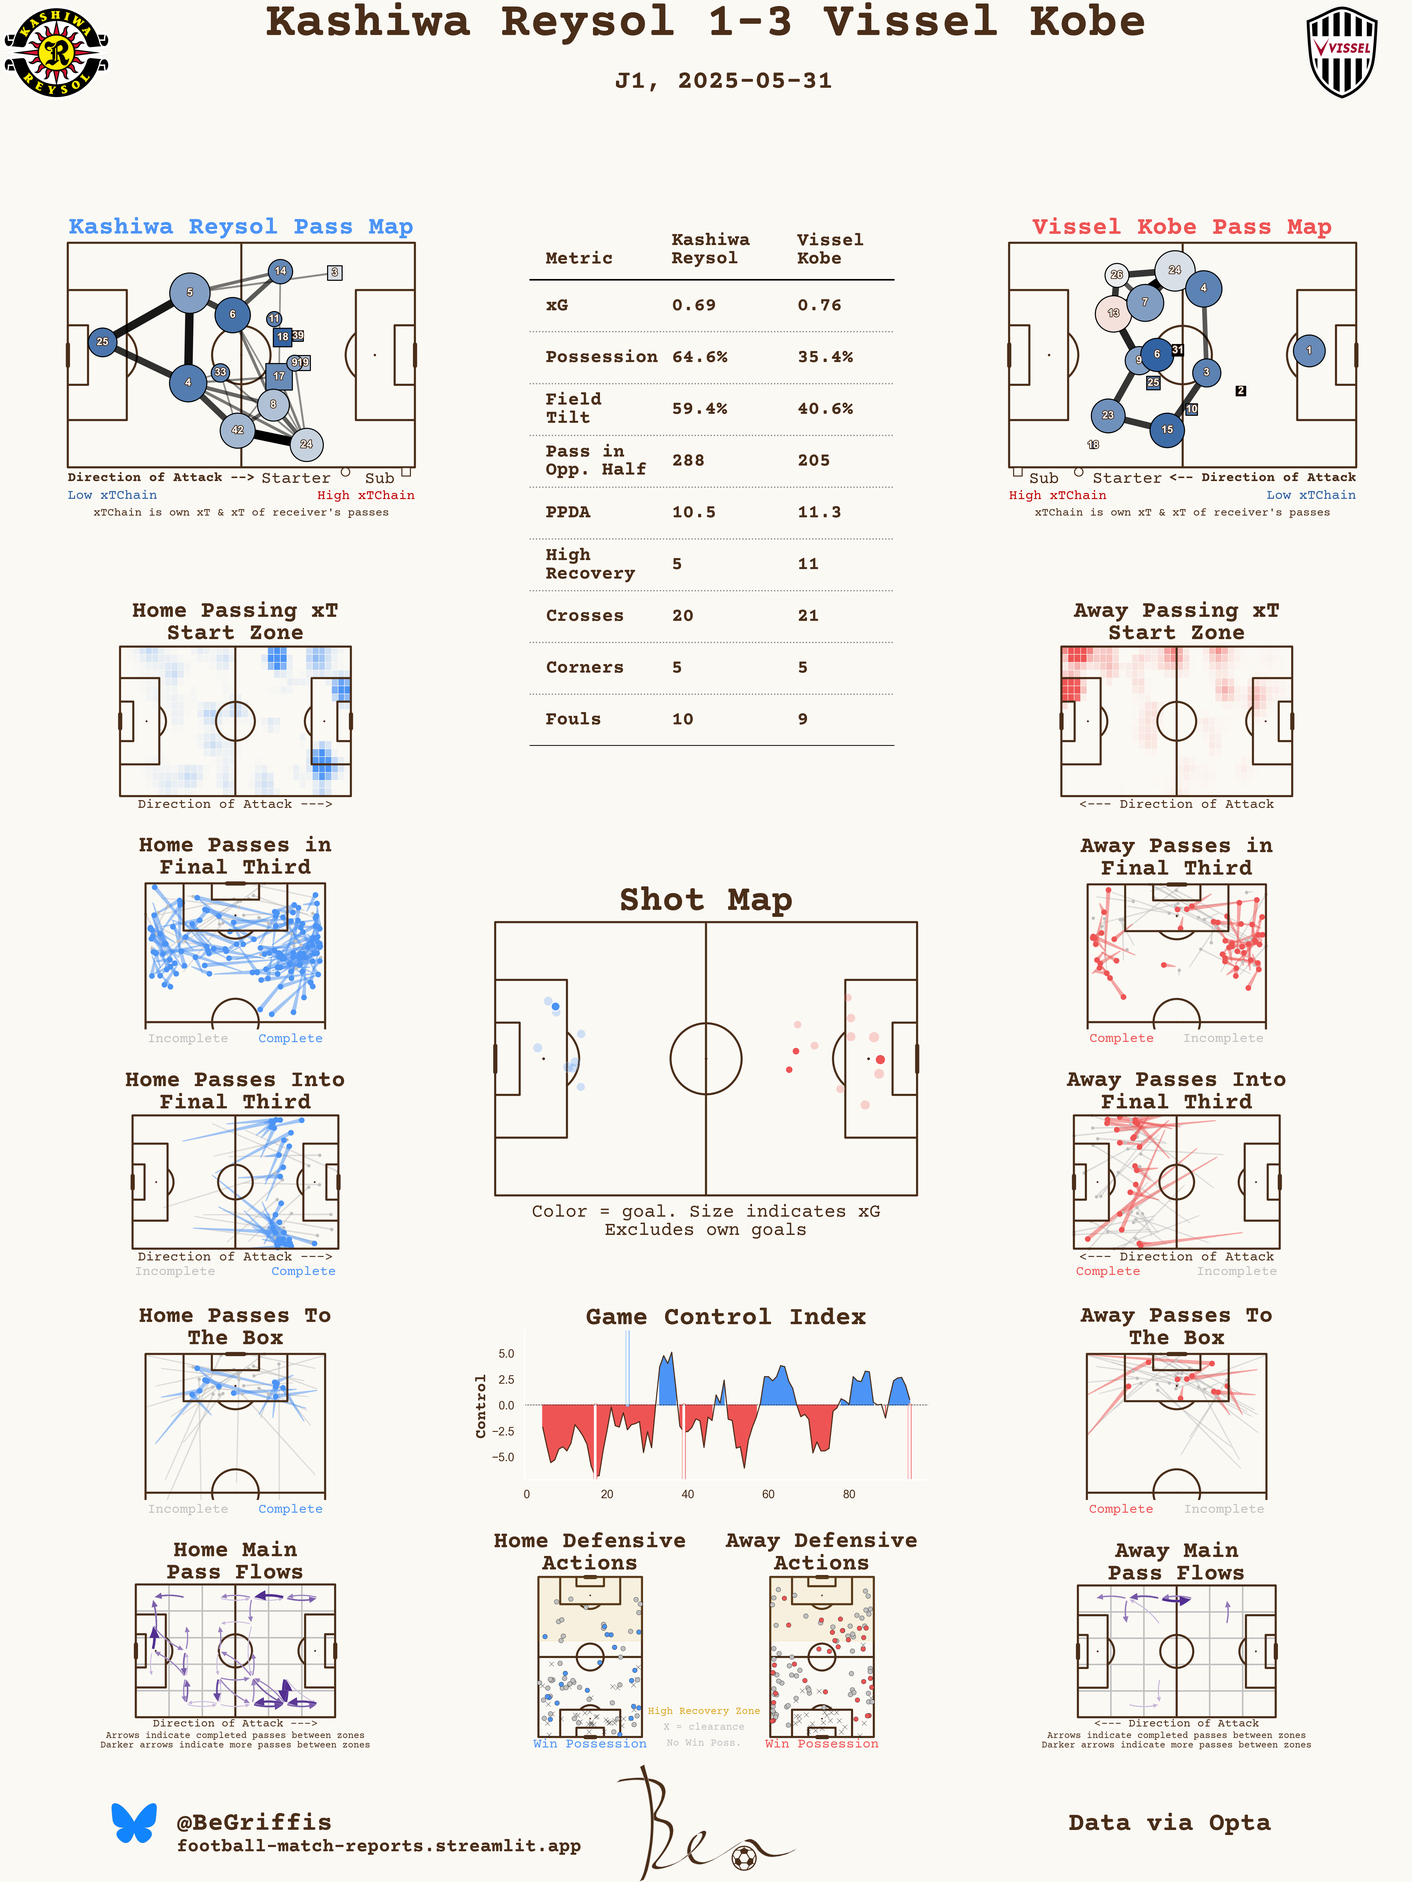 Kashiwa Reysol 1-3 Vissel Kobe
J1, 2025-05-31
KASHIWA
R
REYSOL
VISSEL
Kashiwa Reysol Pass Map
5
14
3
6
11
18
39
25
9
19
4
33
17
8
42
24
Direction of Attack --> Starter Sub
Low xTChain High xTChain
xTChain is own xT & xT of receiver's passes
Metric Kashiwa Reysol Vissel Kobe
xG 0.69 0.76
Possession 64.6% 35.4%
Field Tilt 59.4% 40.6%
Pass in Opp. Half 288 205
PPDA 10.5 11.3
High Recovery 5 11
Crosses 20 21
Corners 5 5
Fouls 10 9
Vissel Kobe Pass Map
26
24
4
7
13
9
6
31
1
25
3
2
23
10
15
18
Sub Starter <-- Direction of Attack
High xTChain Low xTChain
xTChain is own xT & xT of receiver's passes
Home Passing xT
Start Zone
Direction of Attack --->
Away Passing xT
Start Zone
<--- Direction of Attack
Home Passes in
Final Third
Incomplete Complete
Away Passes in
Final Third
Complete Incomplete
Shot Map
Color = goal. Size indicates xG
Excludes own goals
Home Passes Into
Final Third
Direction of Attack --->
Incomplete Complete
Away Passes Into
Final Third
<--- Direction of Attack
Complete Incomplete
Home Passes To
The Box
Incomplete Complete
Game Control Index
Control
5.0
2.5
0.0
−2.5
−5.0
0 20 40 60 80
Away Passes To
The Box
Complete Incomplete
Home Main
Pass Flows
Direction of Attack --->
Arrows indicate completed passes between zones
Darker arrows indicate more passes between zones
Home Defensive
Actions
Win Possession
Away Defensive
Actions
Win Possession
High Recovery Zone
X = clearance
No Win Poss.
Away Main
Pass Flows
<--- Direction of Attack
Arrows indicate completed passes between zones
Darker arrows indicate more passes between zones
@BeGriffis
football-match-reports.streamlit.app
Ben
Data via Opta